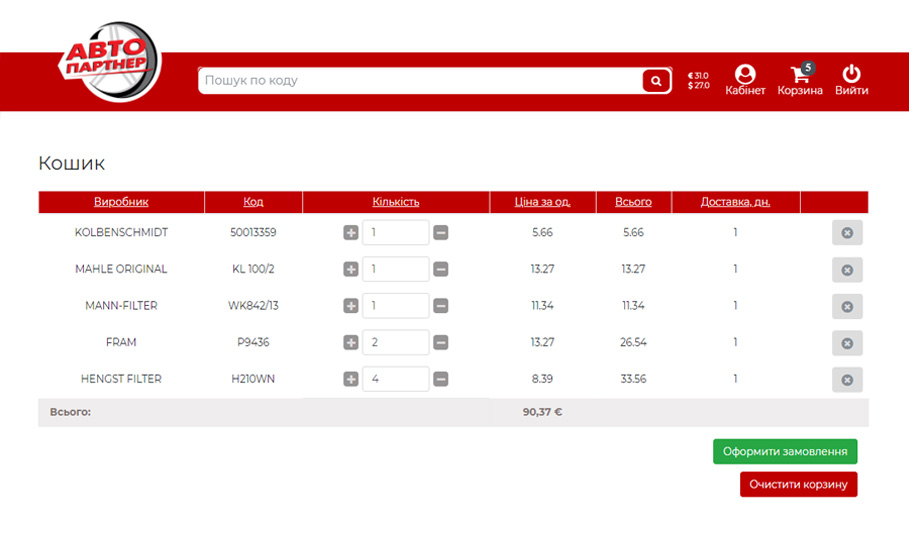 АВТО
ПАРТНЕР
Пошук по коду
€ 31.0
$ 27.0
5
Кабінет Корзина Вийти
Кошик
Виробник Код Кількість Ціна за од. Всього Доставка, дн.
KOLBENSCHMIDT 50013359 1 5.66 5.66 1
MAHLE ORIGINAL KL 100/2 1 13.27 13.27 1
MANN-FILTER WK842/13 1 11.34 11.34 1
FRAM P9436 2 13.27 26.54 1
HENGST FILTER H210WN 4 8.39 33.56 1
Всього: 90,37 €
Оформити замовлення
Очистити корзину